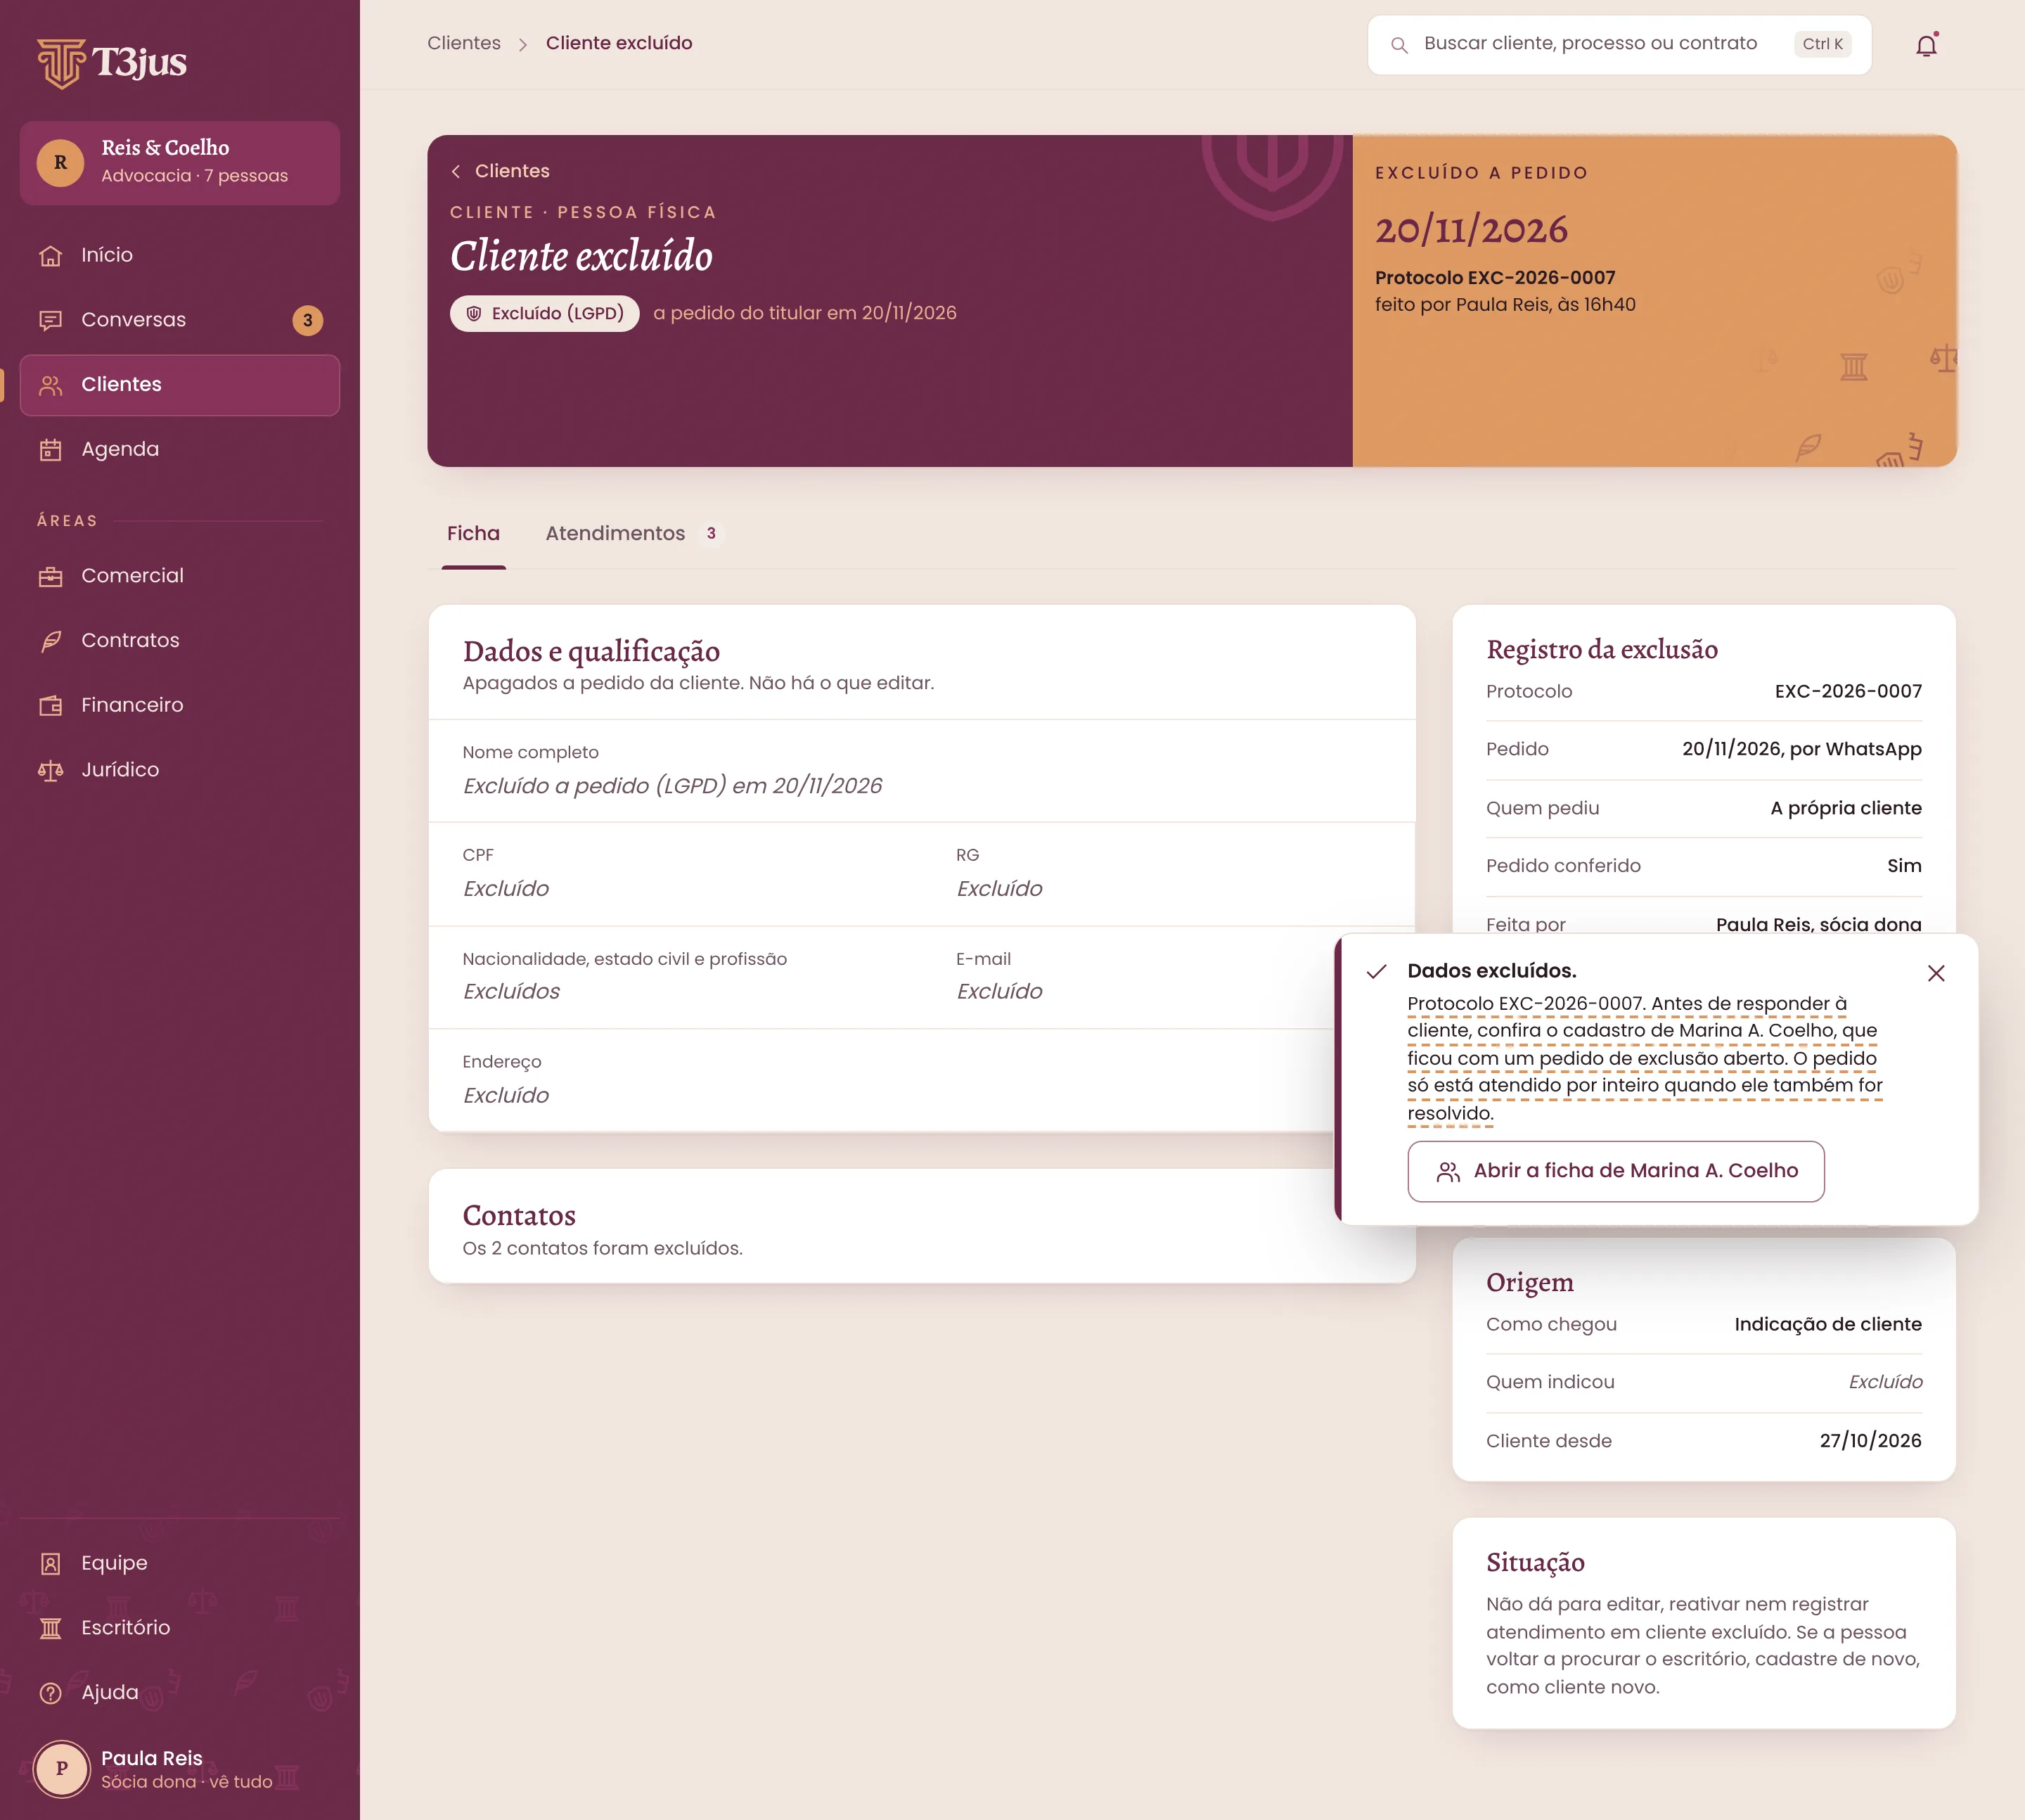 T3jus
R
Reis & Coelho
Advocacia · 7 pessoas
Início
Conversas
3
Clientes
Agenda
ÁREAS
Comercial
Contratos
Financeiro
Jurídico
Equipe
Escritório
Ajuda
P
Paula Reis
Sócia dona · vê tudo
Clientes
Cliente excluído
Buscar cliente, processo ou contrato
Ctrl K
Clientes
CLIENTE · PESSOA FÍSICA
Cliente excluído
Excluído (LGPD)
a pedido do titular em 20/11/2026
EXCLUÍDO A PEDIDO
20/11/2026
Protocolo EXC-2026-0007
feito por Paula Reis, às 16h40
Ficha
Atendimentos
3
Dados e qualificação
Apagados a pedido da cliente. Não há o que editar.
Nome completo
Excluído a pedido (LGPD) em 20/11/2026
CPF
Excluído
RG
Excluído
Nacionalidade, estado civil e profissão
Excluídos
E-mail
Excluído
Endereço
Excluído
Contatos
Os 2 contatos foram excluídos.
Registro da exclusão
Protocolo
EXC-2026-0007
Pedido
20/11/2026, por WhatsApp
Quem pediu
A própria cliente
Pedido conferido
Sim
Feita por
Paula Reis, sócia dona
Dados excluídos.
Protocolo EXC-2026-0007. Antes de responder à
cliente, confira o cadastro de Marina A. Coelho, que
ficou com um pedido de exclusão aberto. O pedido
só está atendido por inteiro quando ele também for
resolvido.
Abrir a ficha de Marina A. Coelho
Origem
Como chegou
Indicação de cliente
Quem indicou
Excluído
Cliente desde
27/10/2026
Situação
Não dá para editar, reativar nem registrar
atendimento em cliente excluído. Se a pessoa
voltar a procurar o escritório, cadastre de novo,
como cliente novo.